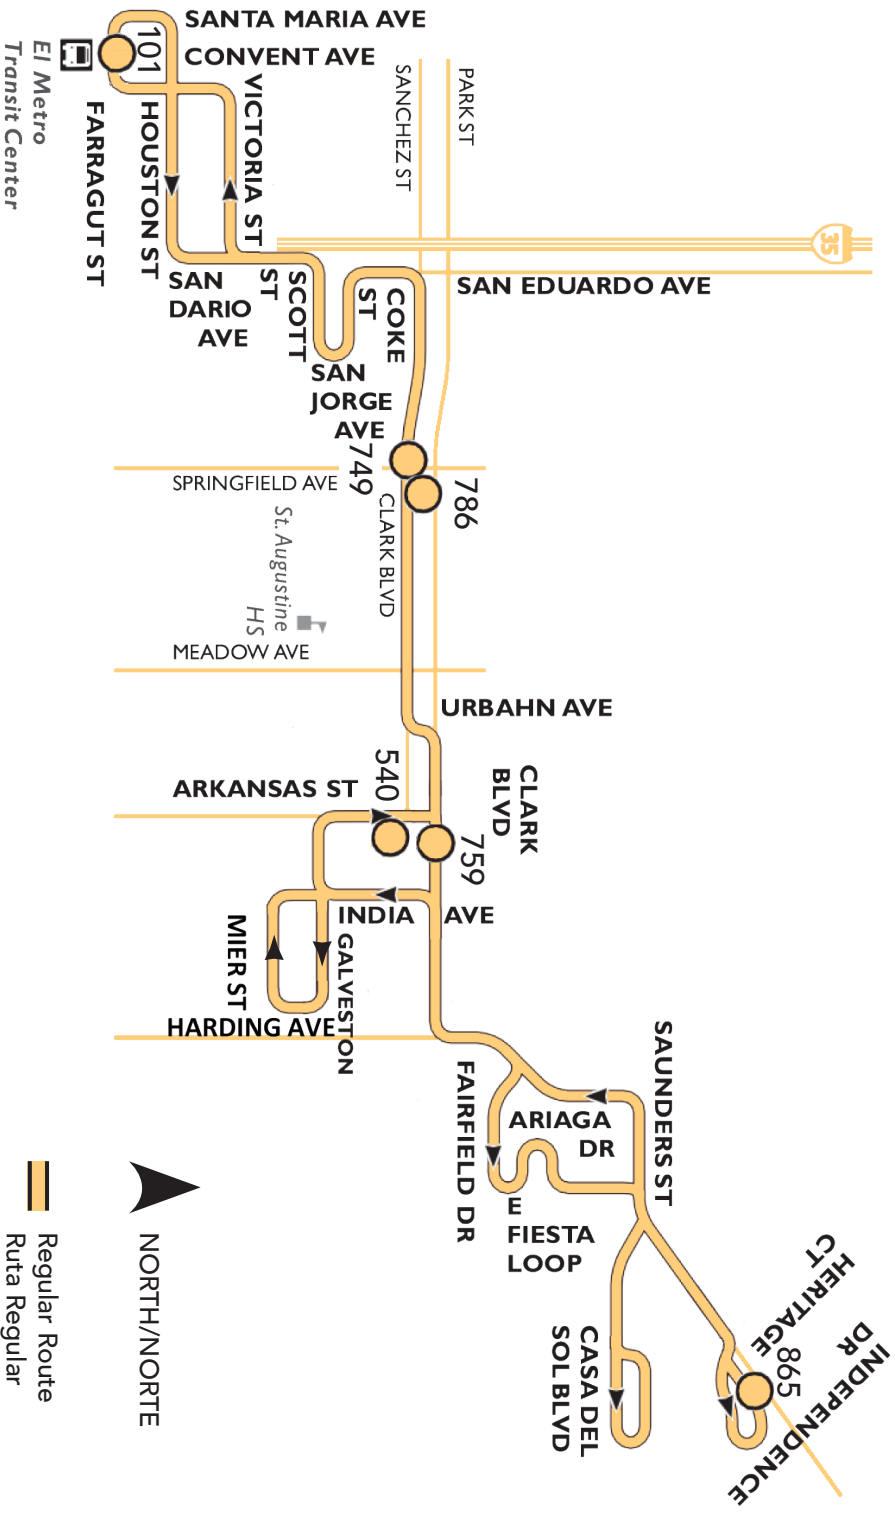 SANTA MARIA AVE
CONVENT AVE
101
El Metro
Transit Center
FARRAGUT ST
HOUSTON ST
VICTORIA ST
SANCHEZ ST
PARK ST
35
SAN EDUARDO AVE
SAN
DARIO
AVE
SCOTT
ST
COKE
ST
SAN
JORGE
AVE
749
786
SPRINGFIELD AVE
CLARK BLVD
St. Augustine
HS
MEADOW AVE
URBAHN AVE
540
ARKANSAS ST
CLARK
BLVD
759
INDIA AVE
MIER ST
GALVESTON
HARDING AVE
SAUNDERS ST
FAIRFIELD DR
ARIAGA
DR
E
FIESTA
LOOP
HERITAGE
CT
INDEPENDENCE
DR
865
CASA DEL
SOL BLVD
NORTH/NORTE
Regular Route
Ruta Regular